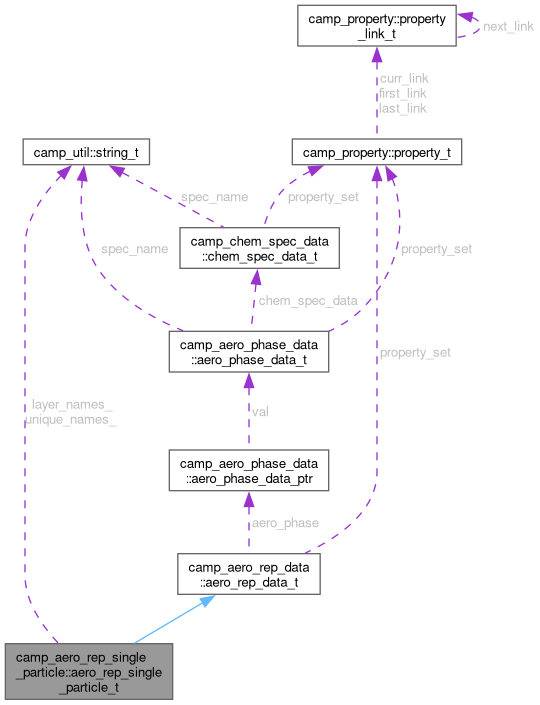 camp_property::property
_link_t
next_link
curr_link
first_link
last_link
camp_util::string_t
camp_property::property_t
spec_name
property_set
camp_chem_spec_data
::chem_spec_data_t
spec_name
property_set
chem_spec_data
camp_aero_phase_data
::aero_phase_data_t
property_set
layer_names_
unique_names_
val
camp_aero_phase_data
::aero_phase_data_ptr
aero_phase
camp_aero_rep_data
::aero_rep_data_t
camp_aero_rep_single
_particle::aero_rep_single
_particle_t